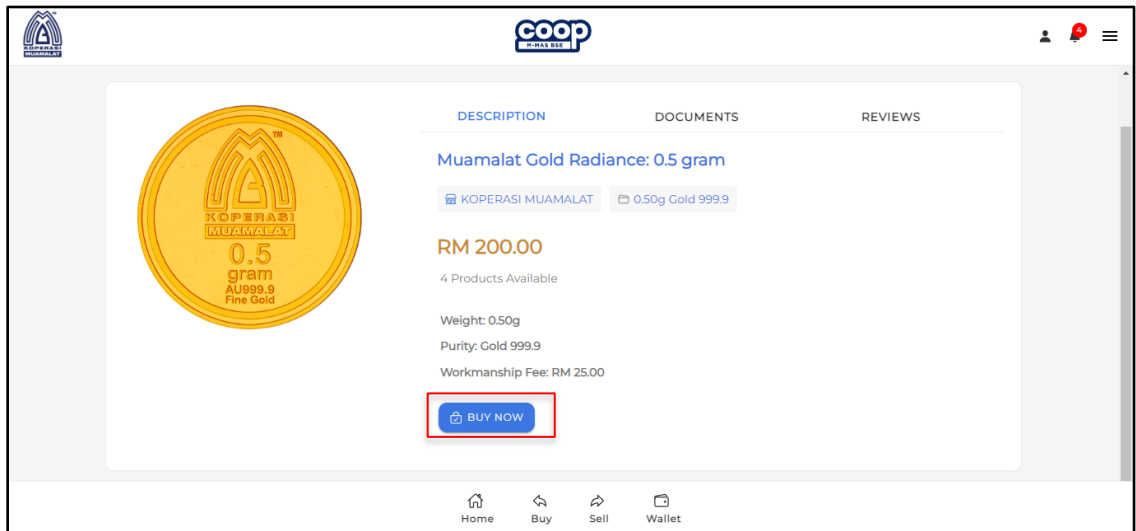 KOPERASI
MUAMALAT
coop
M-MAS BSE
4
DESCRIPTION
DOCUMENTS
REVIEWS
Muamalat Gold Radiance: 0.5 gram
KOPERASI MUAMALAT
0.50g Gold 999.9
RM 200.00
4 Products Available
Weight: 0.50g
Purity: Gold 999.9
Workmanship Fee: RM 25.00
BUY NOW
TM
KOPERASI
MUAMALAT
0.5
gram
AU999.9
Fine Gold
Home
Buy
Sell
Wallet